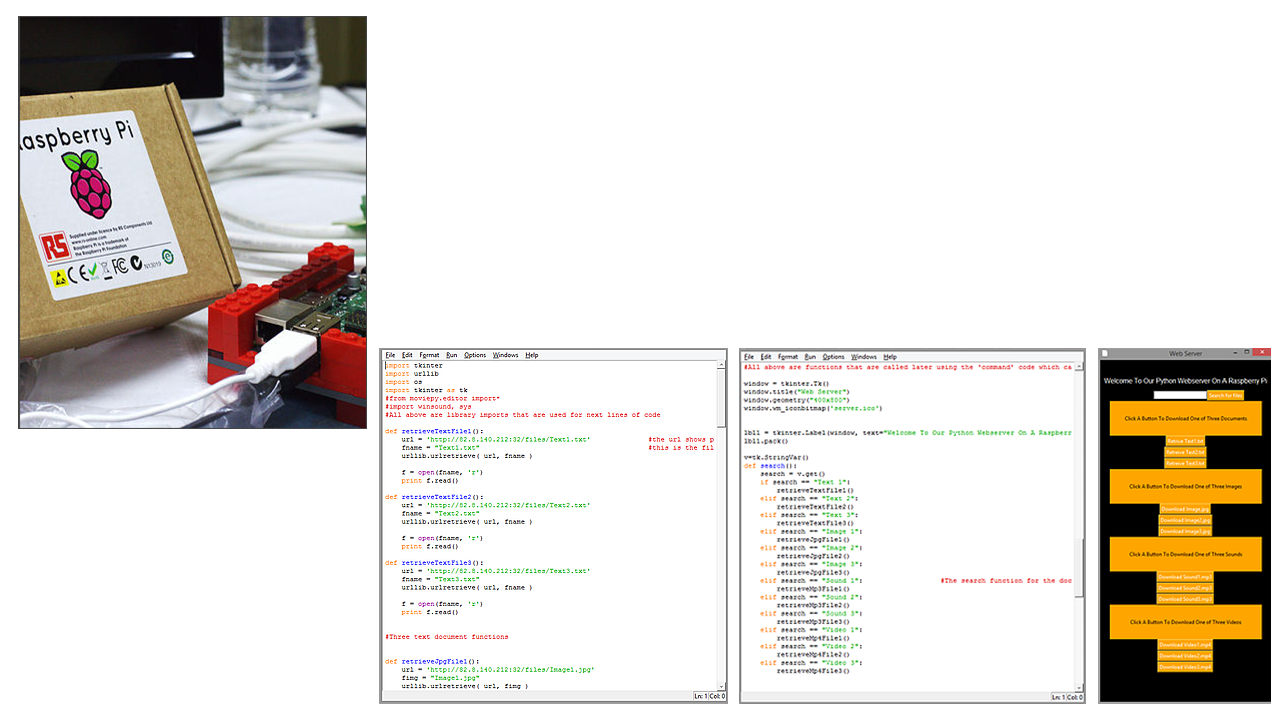 Raspberry Pi
Supplied under licence by RS Components Ltd
www.rs-online.com
Raspberry Pi is a trademark of
the Raspberry Pi Foundation
RS
CE FC N13019
File Edit Format Run Options Windows Help
import tkinter
import urllib
import os
import tkinter as tk
#from moviepy.editor import*
#import winsound, sys
#All above are library imports that are used for next lines of code
def retrieveTextFile1():
url = 'http://82.8.140.212:32/files/Text1.txt' #the url shows p
fname = "Text1.txt" #this is the fil
urllib.urlretrieve( url, fname )
f = open(fname, 'r')
print f.read()
def retrieveTextFile2():
url = 'http://82.8.140.212:32/files/Text2.txt'
fname = "Text2.txt"
urllib.urlretrieve( url, fname )
f = open(fname, 'r')
print f.read()
def retrieveTextFile3():
url = 'http://82.8.140.212:32/files/Text3.txt'
fname = "Text3.txt"
urllib.urlretrieve( url, fname )
f = open(fname, 'r')
print f.read()
#Three text document functions
def retrieveJpgFile1():
url = 'http://82.8.140.212:32/files/Image1.jpg'
fimg = "Image1.jpg"
urllib.urlretrieve( url, fimg )
Ln: 1 Col: 0
File Edit Format Run Options Windows Help
#All above are functions that are called later using the 'command' code which ca
window = tkinter.Tk()
window.title("Web Server")
window.geometry("400x800")
window.wm_iconbitmap('server.ico')
lbl1 = tkinter.Label(window, text="Welcome To Our Python Webserver On A Raspberr
lbl1.pack()
v=tk.StringVar()
def search():
search = v.get()
if search == "Text 1":
retrieveTextFile1()
elif search == "Text 2":
retrieveTextFile2()
elif search == "Text 3":
retrieveTextFile3()
elif search == "Image 1":
retrieveJpgFile1()
elif search == "Image 2":
retrieveJpgFile2()
elif search == "Image 3":
retrieveJpgFile3()
elif search == "Sound 1": #The search function for the doc
retrieveMp3File1()
elif search == "Sound 2":
retrieveMp3File2()
elif search == "Sound 3":
retrieveMp3File3()
elif search == "Video 1":
retrieveMp4File1()
elif search == "Video 2":
retrieveMp4File2()
elif search == "Video 3":
retrieveMp4File3()
Ln: 1 Col: 0
Web Server
Welcome To Our Python Webserver On A Raspberry Pi
Search for files
Click A Button To Download One of Three Documents
Retrive Text1.txt
Retrieve Text2.txt
Retrieve Text3.txt
Click A Button To Download One of Three Images
Download Image.jpg
Download Image2.jpg
Download Image3.jpg
Click A Button To Download One of Three Sounds
Download Sound1.mp3
Download Sound2.mp3
Download Sound3.mp3
Click A Button To Download One of Three Videos
Download Video1.mp4
Download Video2.mp4
Download Video3.mp4